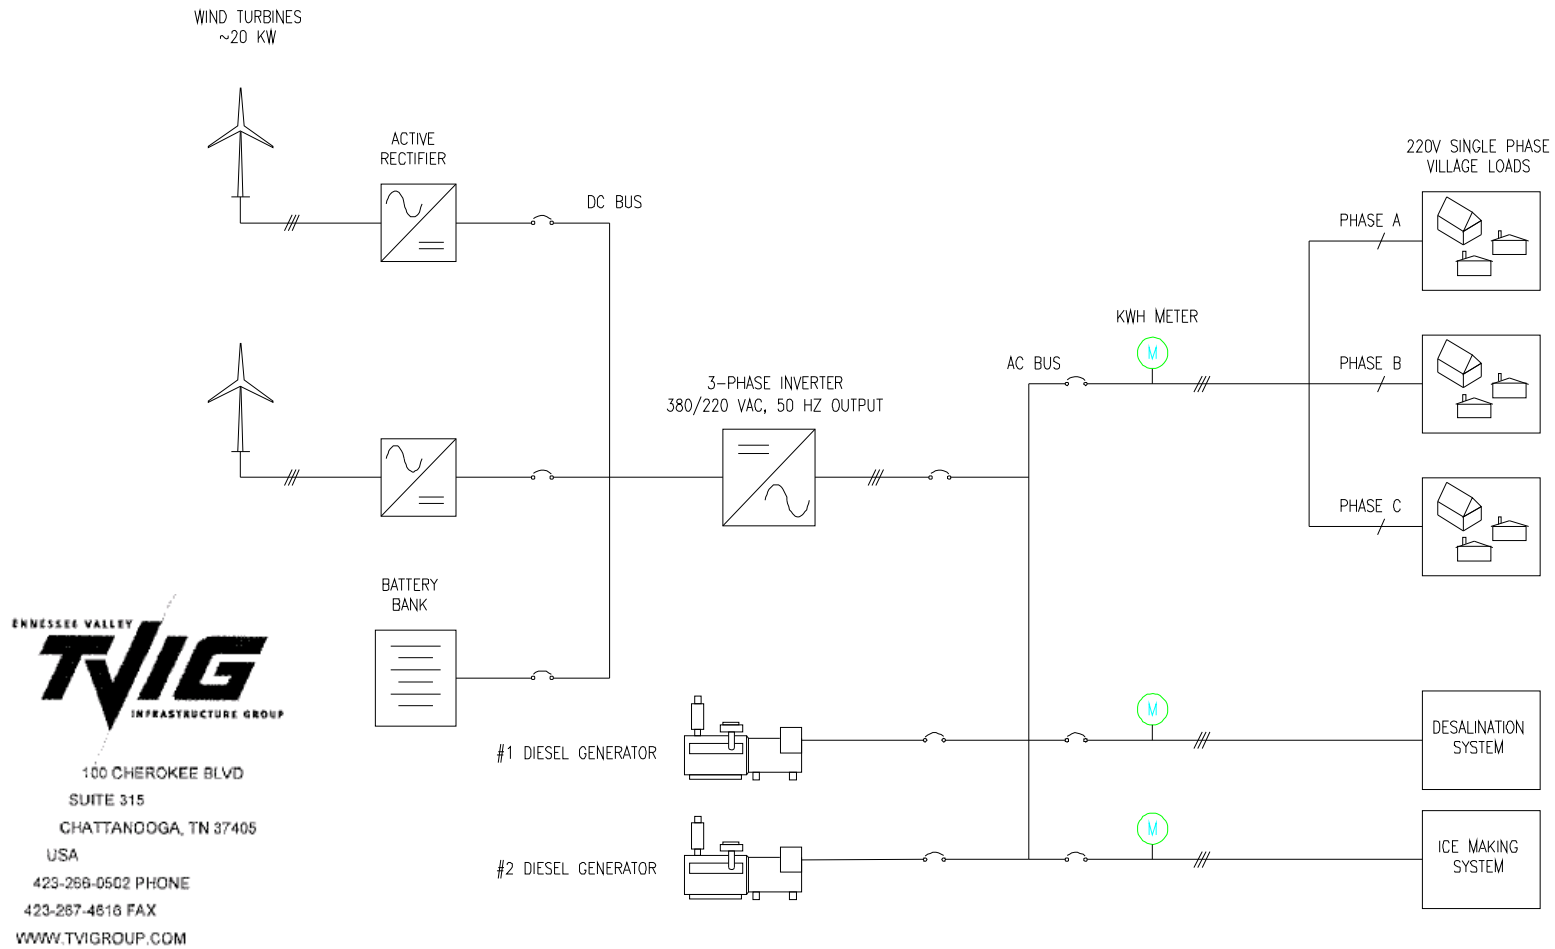 WIND TURBINES
~20 KW
ACTIVE
RECTIFIER
DC BUS
220V SINGLE PHASE
VILLAGE LOADS
PHASE A
KWH METER
M
AC BUS
PHASE B
3-PHASE INVERTER
380/220 VAC, 50 HZ OUTPUT
PHASE C
BATTERY
BANK
ENNESSEE VALLEY
TVIG
INFRASTRUCTURE GROUP
#1 DIESEL GENERATOR
M
DESALINATION
SYSTEM
#2 DIESEL GENERATOR
M
ICE MAKING
SYSTEM
100 CHEROKEE BLVD
SUITE 315
CHATTANOOGA, TN 37405
USA
423-266-0502 PHONE
423-267-4616 FAX
WWW.TVIGROUP.COM